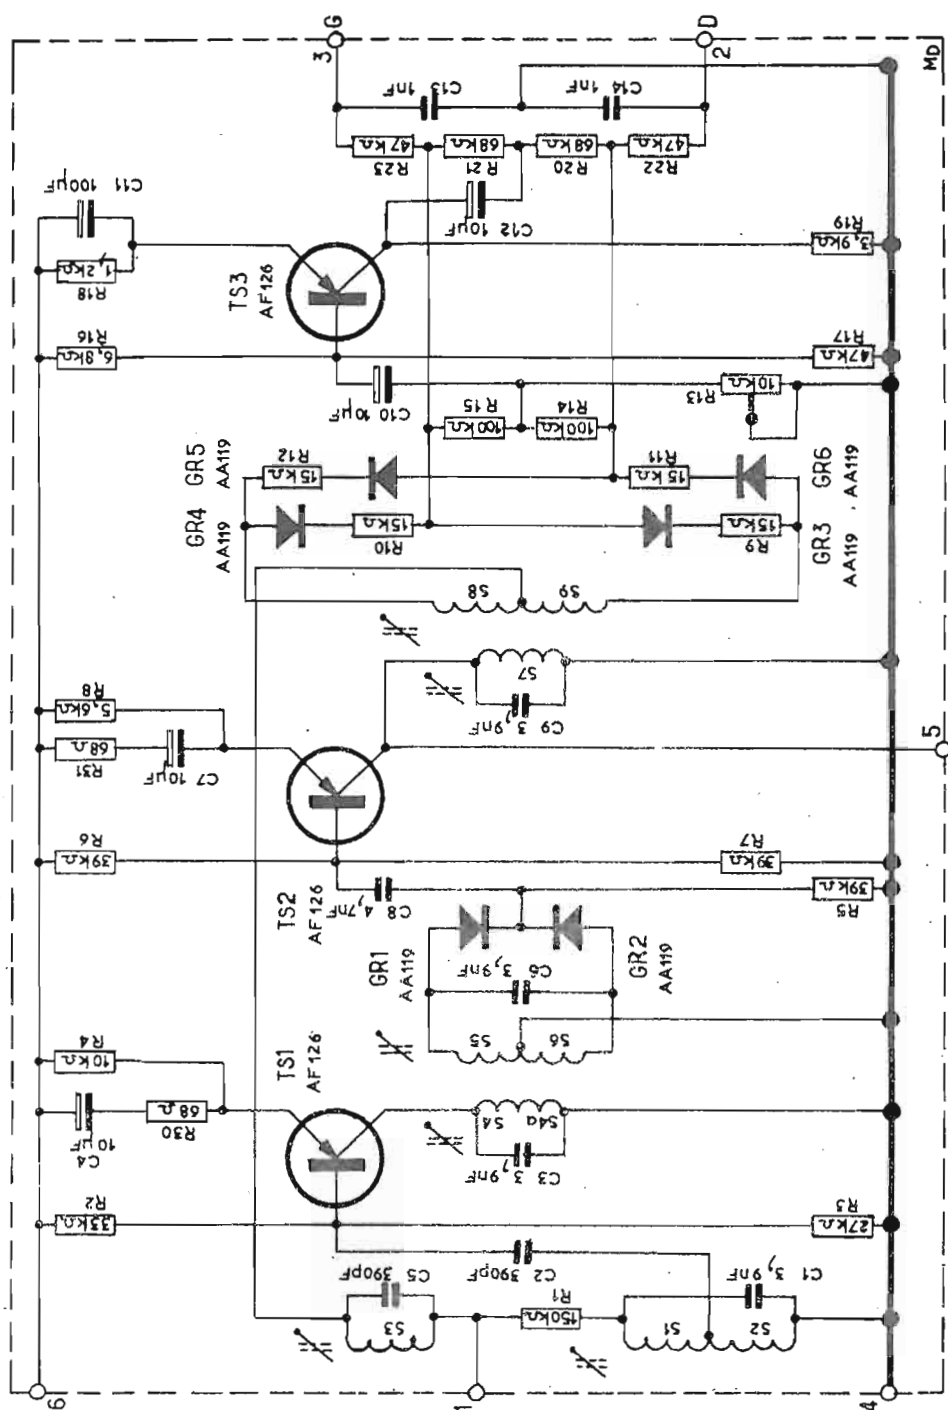 G
3
D
2
MD
C13 1nF
C14 1nF
47kΩ
R23
68kΩ
R21
68kΩ
R20
47kΩ
R22
C11
100µF
1,2kΩ
R18
C12 10µF
TS3
AF126
R19
3,9kΩ
R16
6,8kΩ
R17
47kΩ
C10 10µF
R15
100kΩ
R14
100kΩ
R13
10kΩ
GR5
AA119
R12
15kΩ
R11
15kΩ
GR6
AA119
GR4
AA119
15kΩ
R10
15kΩ
R9
GR3
AA119
S8
S9
S7
C9 3,9nF
R8
5,6kΩ
68Ω
R31
C7 10µF
5
R6
39kΩ
R7
39kΩ
TS2
AF126
C8
4,7nF
39kΩ
R5
GR1
AA119
C6
3,9nF
GR2
AA119
S5
S6
R4
10kΩ
TS1
AF126
C4
10µF
68Ω
R30
S4
S4a
C3 3,9nF
R2
33kΩ
R3
27kΩ
C5
390pF
C2
390pF
R1
150kΩ
C1
3,9nF
S3
S1
S2
6
1
4